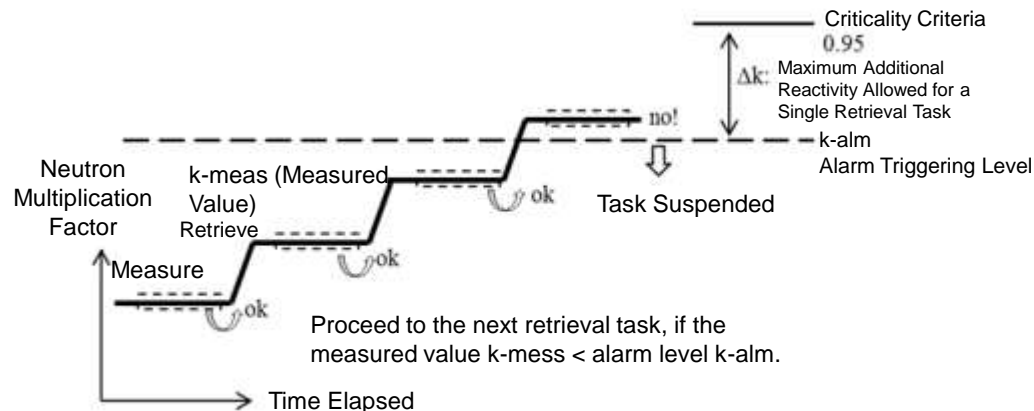 Criticality Criteria
0.95
Δk: Maximum Additional
Reactivity Allowed for a
Single Retrieval Task
no!
k-alm
Alarm Triggering Level
Neutron
Multiplication
Factor
k-meas (Measured
Value)
Retrieve
ok
Task Suspended
ok
Measure
ok
Proceed to the next retrieval task, if the
measured value k-mess < alarm level k-alm.
Time Elapsed